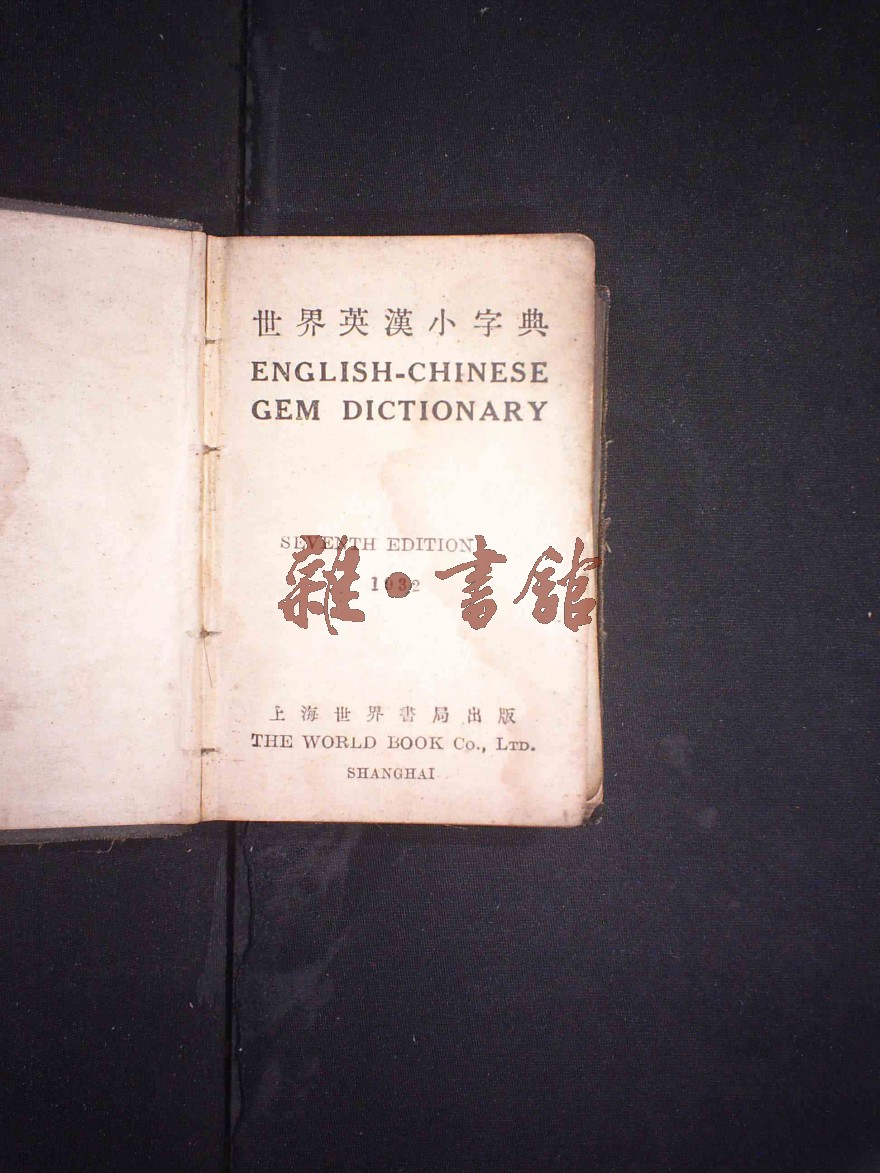 世界英漢小字典
ENGLISH-CHINESE
GEM DICTIONARY
SEVENTH EDITION
1932
雜·書館
上海世界書局出版
THE WORLD BOOK Co., LTD.
SHANGHAI